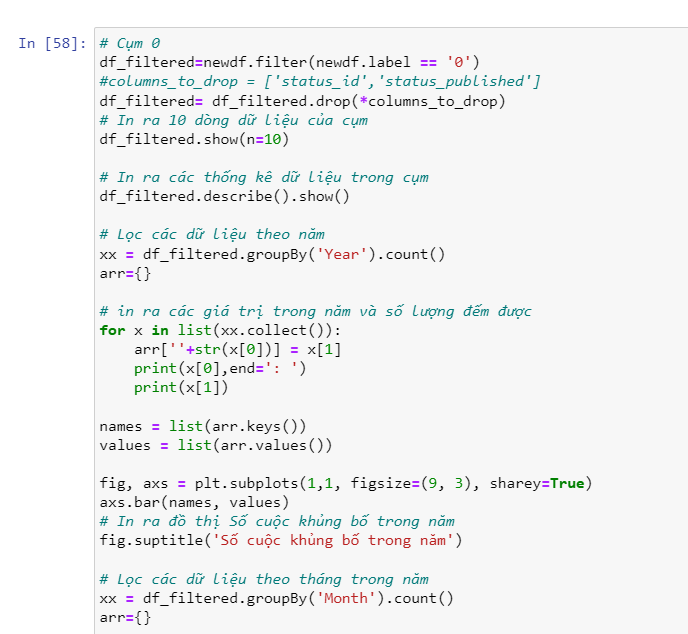 In [58]:
# Cụm 0
df_filtered=newdf.filter(newdf.label == '0')
#columns_to_drop = ['status_id','status_published']
df_filtered= df_filtered.drop(*columns_to_drop)
# In ra 10 dòng dữ liệu của cụm
df_filtered.show(n=10)
# In ra các thống kê dữ liệu trong cụm
df_filtered.describe().show()
# Lọc các dữ liệu theo năm
xx = df_filtered.groupBy('Year').count()
arr={}
# in ra các giá trị trong năm và số lượng đếm được
for x in list(xx.collect()):
    arr[''+str(x[0])] = x[1]
    print(x[0],end=': ')
    print(x[1])
names = list(arr.keys())
values = list(arr.values())
fig, axs = plt.subplots(1,1, figsize=(9, 3), sharey=True)
axs.bar(names, values)
# In ra đồ thị Số cuộc khủng bố trong năm
fig.suptitle('Số cuộc khủng bố trong năm')
# Lọc các dữ liệu theo tháng trong năm
xx = df_filtered.groupBy('Month').count()
arr={}